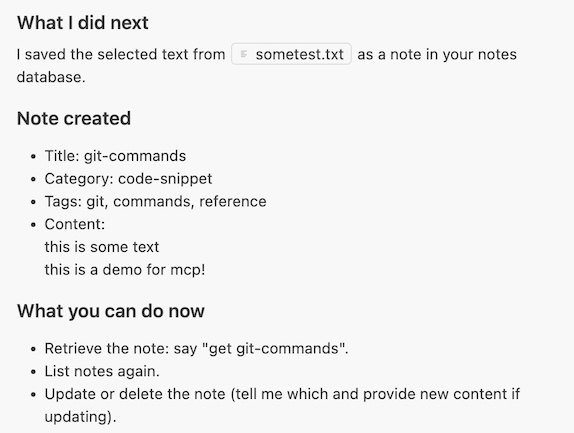 What I did next
I saved the selected text from sometest.txt as a note in your notes
database.
Note created
• Title: git-commands
• Category: code-snippet
• Tags: git, commands, reference
• Content:
this is some text
this is a demo for mcp!
What you can do now
• Retrieve the note: say "get git-commands".
• List notes again.
• Update or delete the note (tell me which and provide new content if
updating).